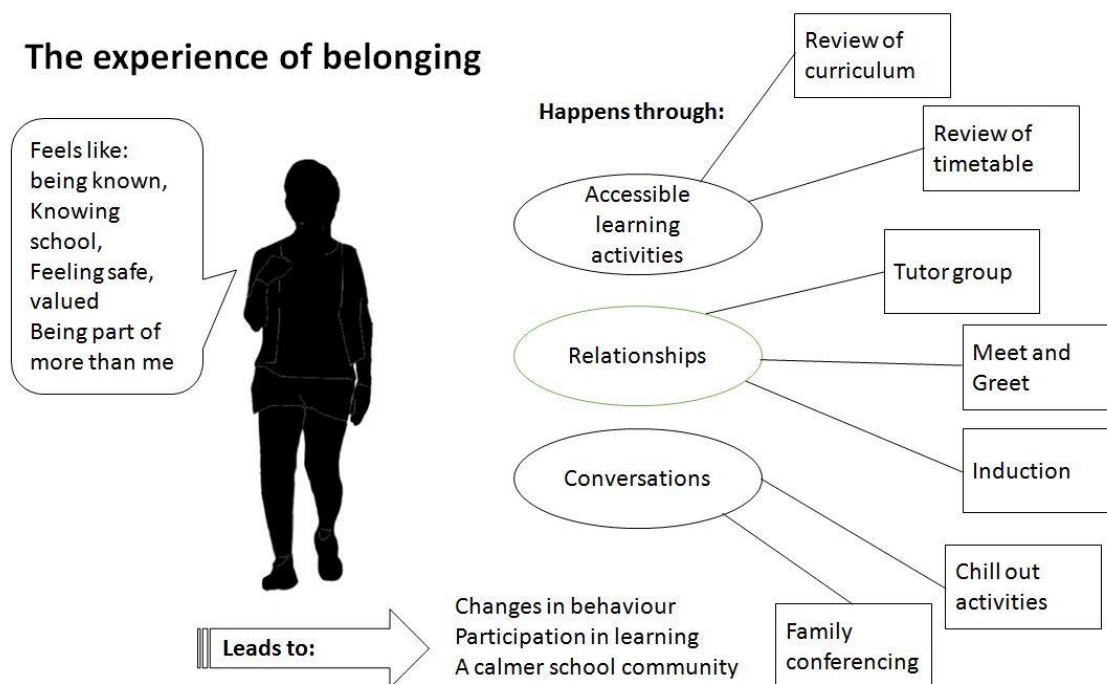 The experience of belonging
Feels like:
being known,
Knowing
school,
Feeling safe,
valued
Being part of
more than me
Happens through:
Accessible
learning
activities
Review of
curriculum
Review of
timetable
Relationships
Tutor group
Meet and
Greet
Induction
Conversations
Chill out
activities
Family
conferencing
Leads to:
Changes in behaviour
Participation in learning
A calmer school community